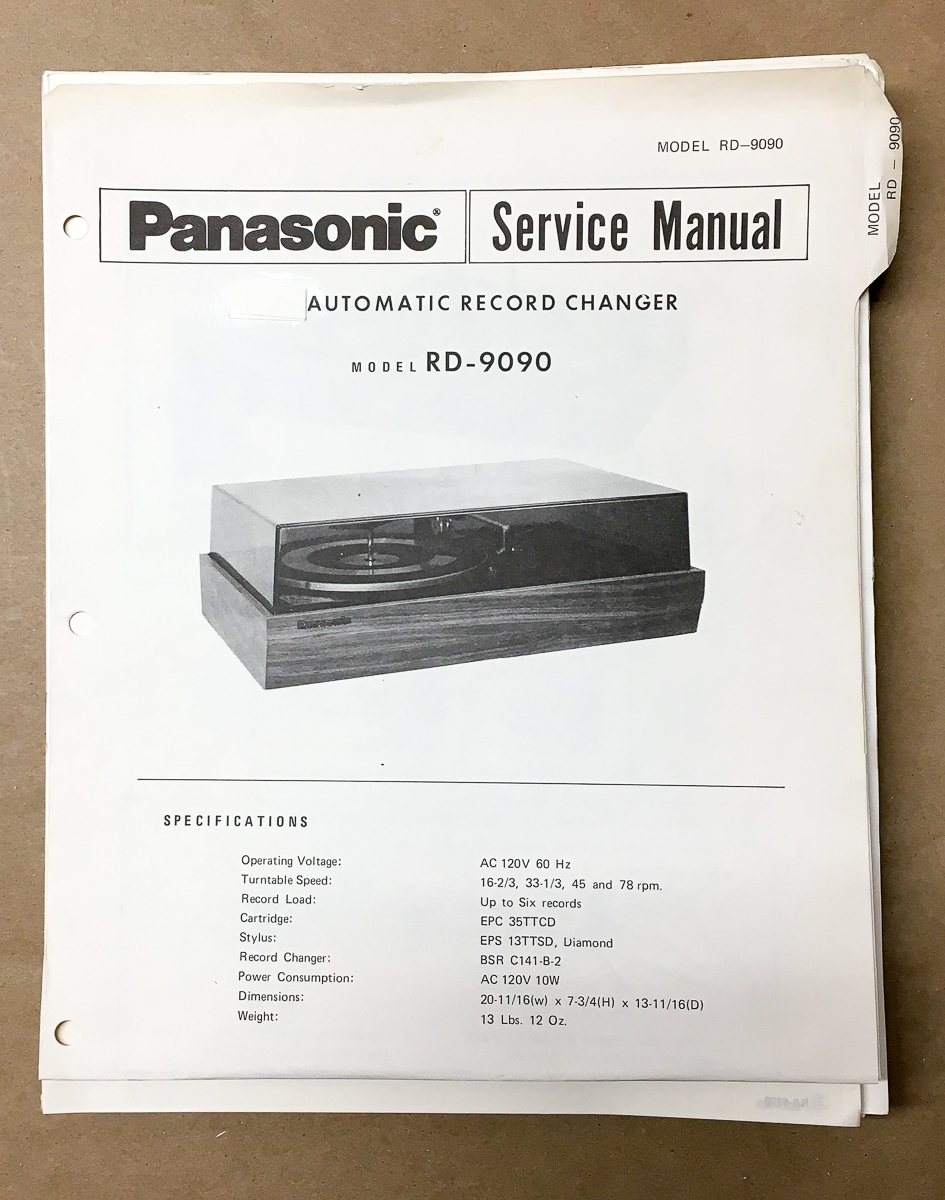 MODEL RD-9090
MODEL
RD - 9090
Panasonic® Service Manual
AUTOMATIC RECORD CHANGER
MODEL RD-9090
Panasonic
SPECIFICATIONS
Operating Voltage: AC 120V 60 Hz
Turntable Speed: 16-2/3, 33-1/3, 45 and 78 rpm.
Record Load: Up to Six records
Cartridge: EPC 35TTCD
Stylus: EPS 13TTSD, Diamond
Record Changer: BSR C141-B-2
Power Consumption: AC 120V 10W
Dimensions: 20-11/16(w) x 7-3/4(H) x 13-11/16(D)
Weight: 13 Lbs. 12 Oz.